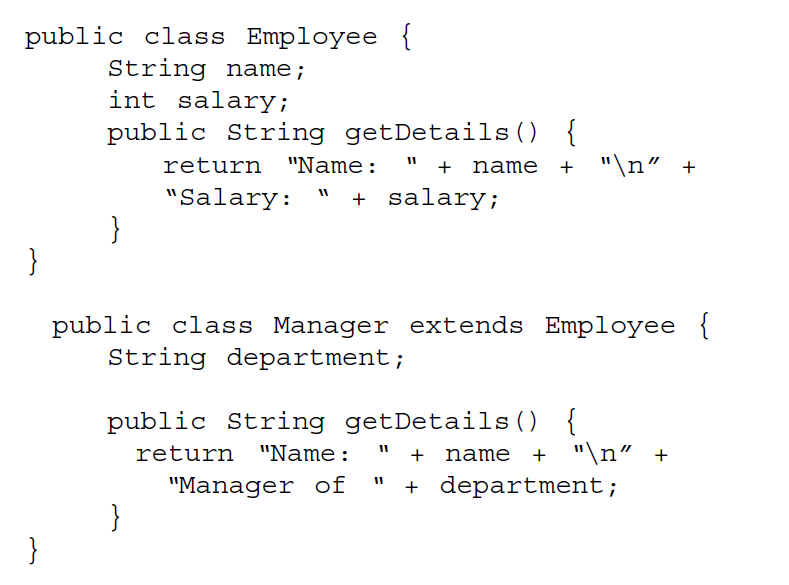 public class Employee {
String name;
int salary;
public String getDetails() {
return "Name: " + name + "\n” +
“Salary: “ + salary;
}
}
public class Manager extends Employee {
String department;
public String getDetails() {
return "Name: " + name + "\n” +
"Manager of " + department;
}
}